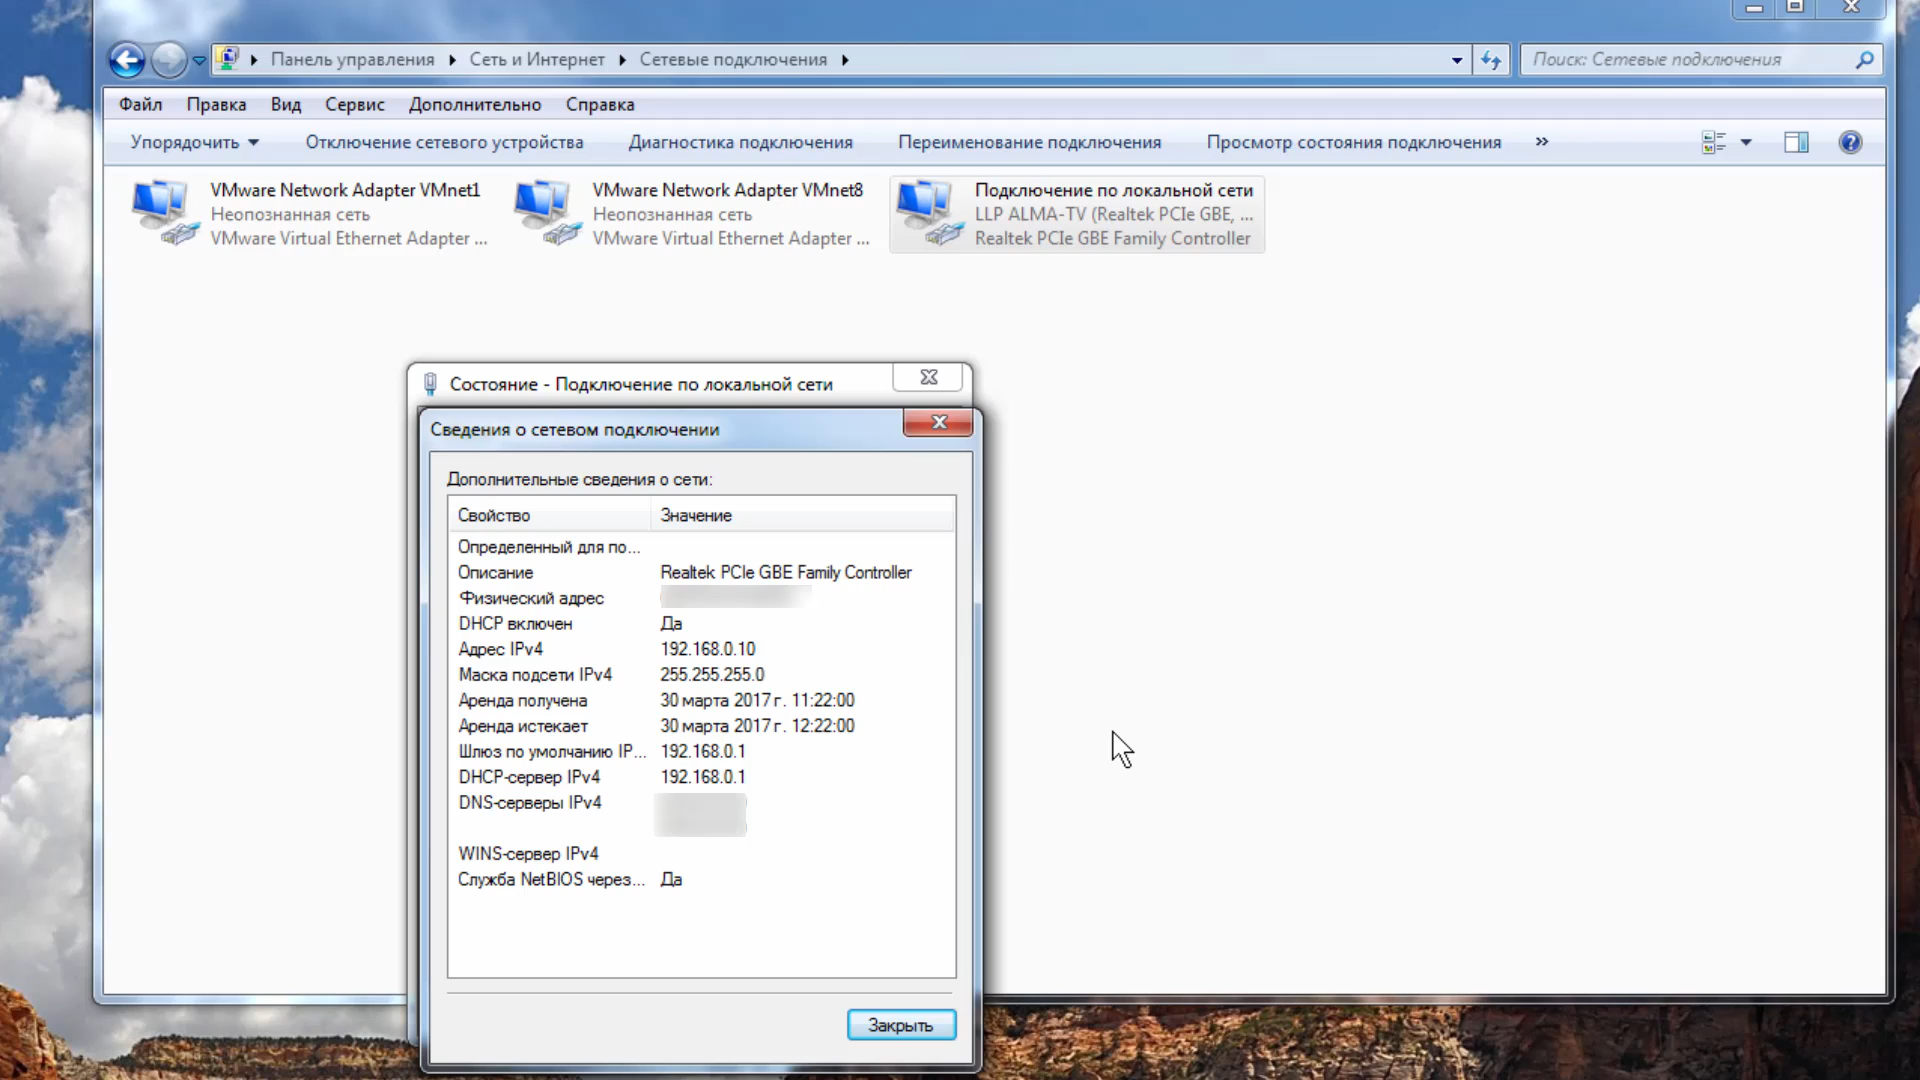 Панель управления
Сеть и Интернет
Сетевые подключения
Поиск: Сетевые подключения
Файл
Правка
Вид
Сервис
Дополнительно
Справка
Упорядочить
Отключение сетевого устройства
Диагностика подключения
Переименование подключения
Просмотр состояния подключения
»
VMware Network Adapter VMnet1
Неопознанная сеть
VMware Virtual Ethernet Adapter ...
VMware Network Adapter VMnet8
Неопознанная сеть
VMware Virtual Ethernet Adapter ...
Подключение по локальной сети
LLP ALMA-TV (Realtek PCIe GBE, ...
Realtek PCIe GBE Family Controller
Состояние - Подключение по локальной сети
Сведения о сетевом подключении
Дополнительные сведения о сети:
Свойство Значение
Определенный для по...
Описание Realtek PCIe GBE Family Controller
Физический адрес
DHCP включен Да
Адрес IPv4 192.168.0.10
Маска подсети IPv4 255.255.255.0
Аренда получена 30 марта 2017 г. 11:22:00
Аренда истекает 30 марта 2017 г. 12:22:00
Шлюз по умолчанию IP... 192.168.0.1
DHCP-сервер IPv4 192.168.0.1
DNS-серверы IPv4
WINS-сервер IPv4
Служба NetBIOS через... Да
Закрыть